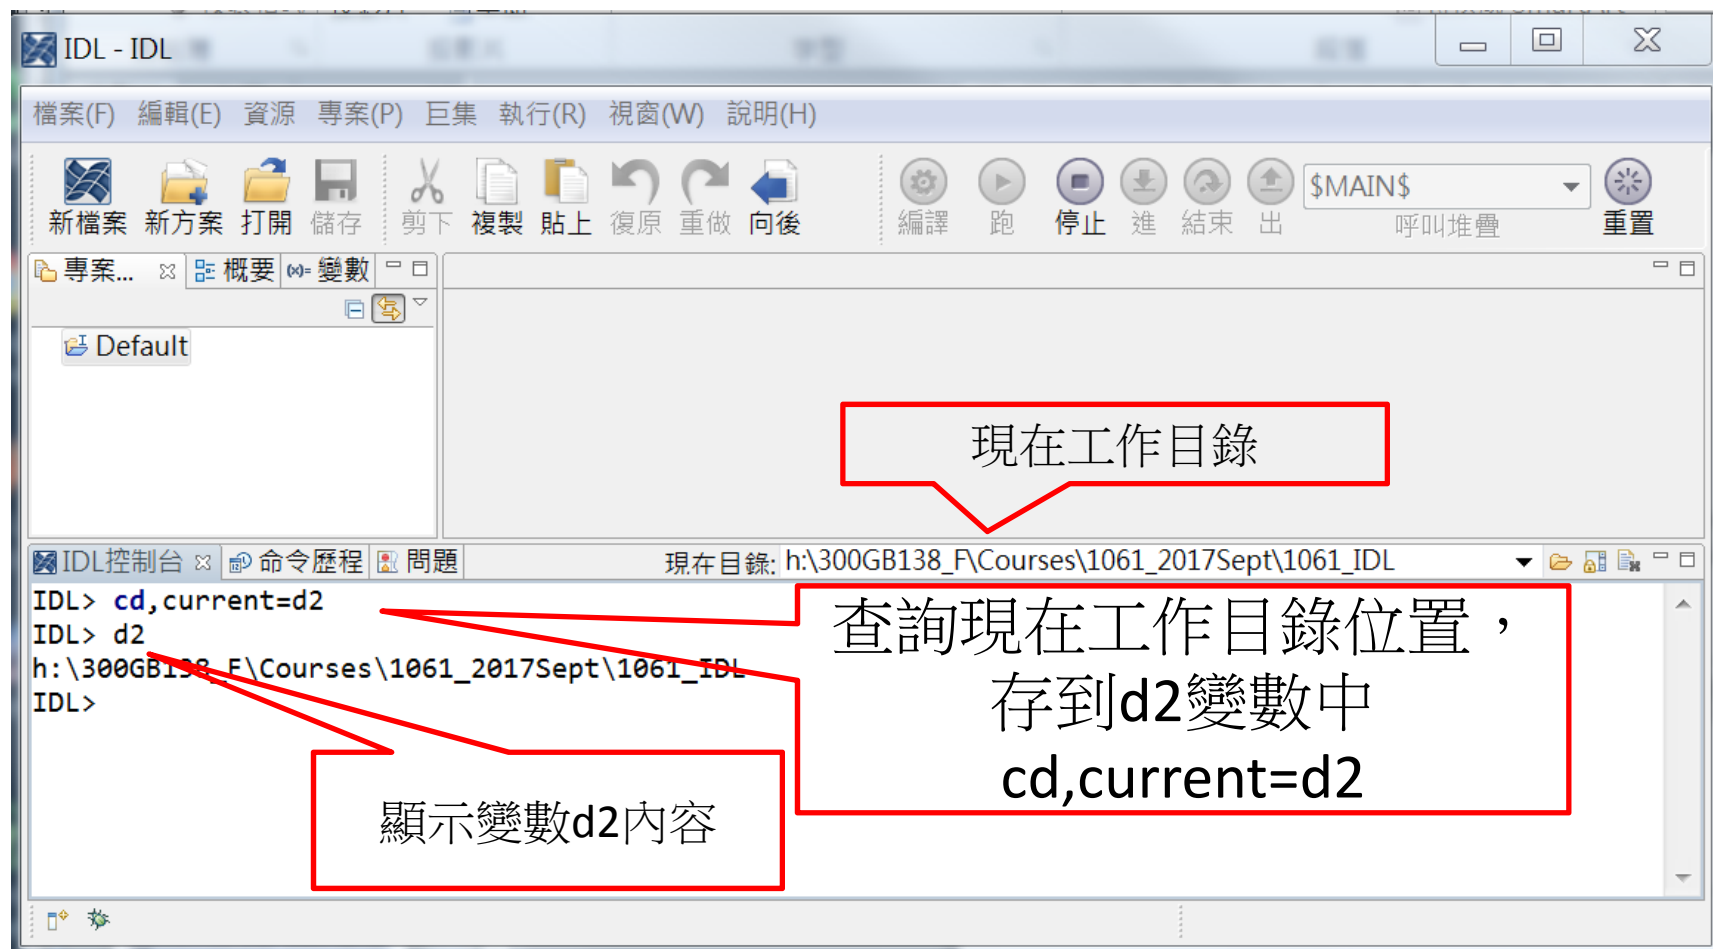 IDL - IDL
檔案(F) 編輯(E) 資源 專案(P) 巨集 執行(R) 視窗(W) 說明(H)
新檔案 新方案 打開 儲存 剪下 複製 貼上 復原 重做 向後 編譯 跑 停止 進 結束 出 $MAIN$ 呼叫堆疊 重置
專案... 概要 變數
Default
現在工作目錄
IDL控制台 命令歷程 問題 現在目錄: h:\300GB138_F\Courses\1061_2017Sept\1061_IDL
IDL> cd,current=d2
IDL> d2
h:\300GB138_F\Courses\1061_2017Sept\1061_IDL
IDL>
查詢現在工作目錄位置，
存到d2變數中
cd,current=d2
顯示變數d2內容